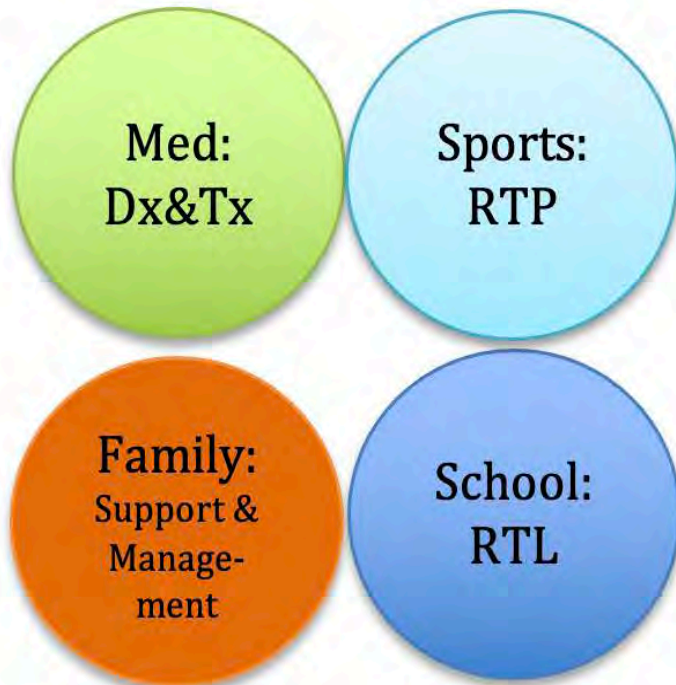 Med:
Dx&Tx
Sports:
RTP
Family:
Support &
Manage-
ment
School:
RTL